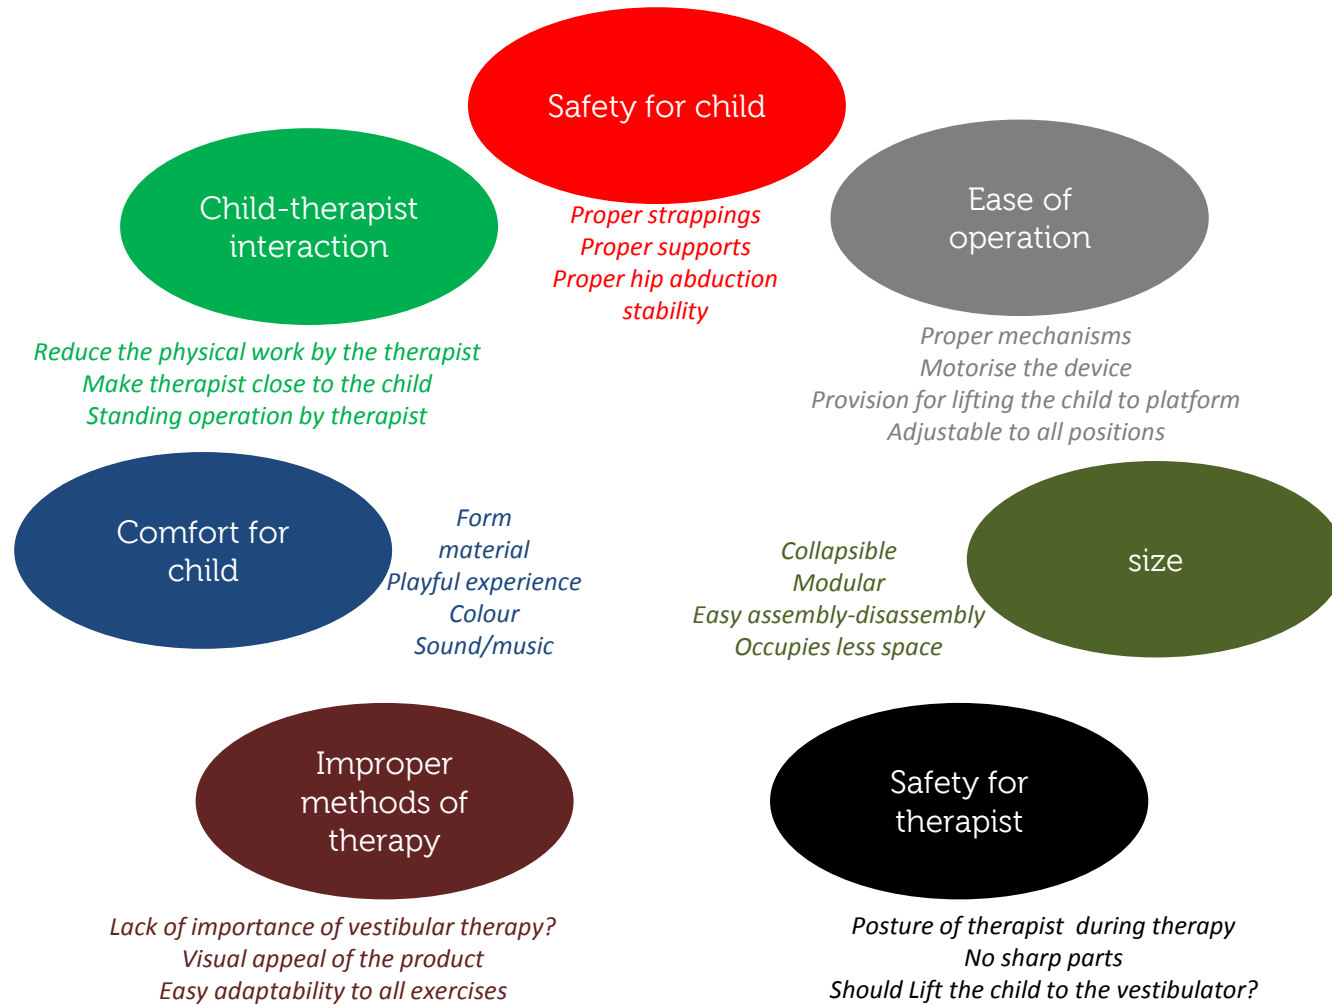 Safety for child
Proper strappings
Proper supports
Proper hip abduction
stability
Child-therapist
interaction
Reduce the physical work by the therapist
Make therapist close to the child
Standing operation by therapist
Ease of
operation
Proper mechanisms
Motorise the device
Provision for lifting the child to platform
Adjustable to all positions
Comfort for
child
Form
material
Playful experience
Colour
Sound/music
size
Collapsible
Modular
Easy assembly-disassembly
Occupies less space
Improper
methods of
therapy
Lack of importance of vestibular therapy?
Visual appeal of the product
Easy adaptability to all exercises
Safety for
therapist
Posture of therapist during therapy
No sharp parts
Should Lift the child to the vestibulator?